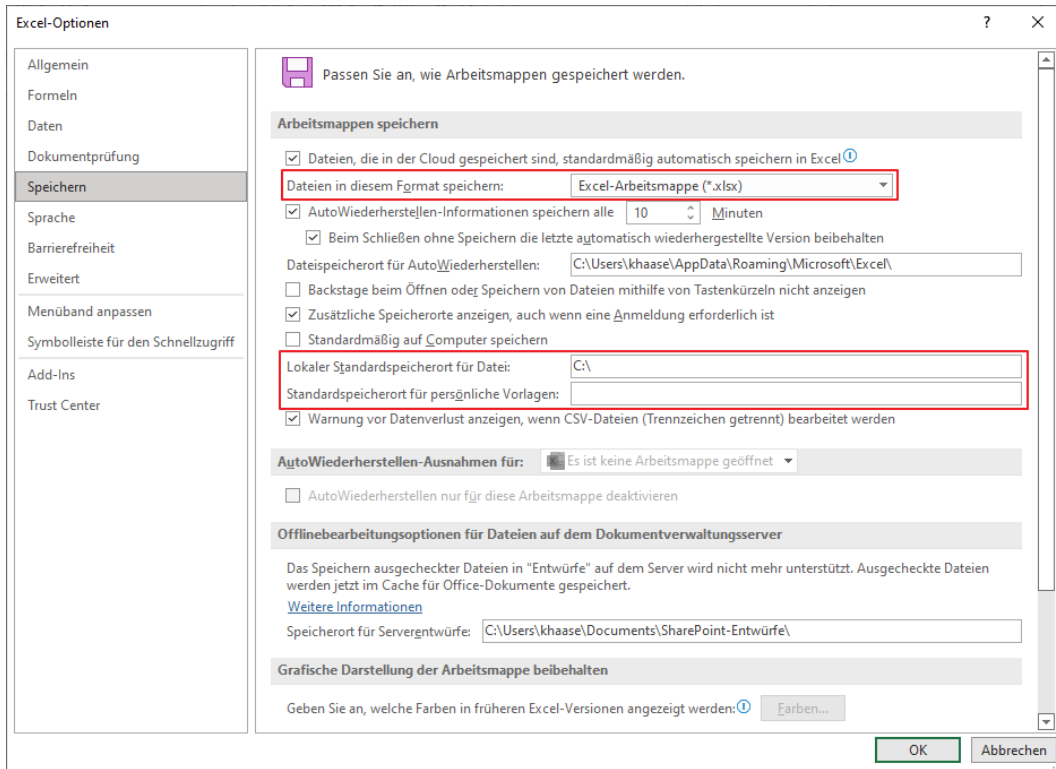 Excel-Optionen
?
Allgemein
Formeln
Daten
Dokumentprüfung
Speichern
Sprache
Barrierefreiheit
Erweitert
Menüband anpassen
Symbolleiste für den Schnellzugriff
Add-Ins
Trust Center
Passen Sie an, wie Arbeitsmappen gespeichert werden.
Arbeitsmappen speichern
Dateien, die in der Cloud gespeichert sind, standardmäßig automatisch speichern in Excel
Dateien in diesem Format speichern: Excel-Arbeitsmappe (*.xlsx)
AutoWiederherstellen-Informationen speichern alle 10 Minuten
Beim Schließen ohne Speichern die letzte automatisch wiederhergestellte Version beibehalten
Dateispeicherort für AutoWiederherstellen: C:\Users\khaase\AppData\Roaming\Microsoft\Excel\
Backstage beim Öffnen oder Speichern von Dateien mithilfe von Tastenkürzeln nicht anzeigen
Zusätzliche Speicherorte anzeigen, auch wenn eine Anmeldung erforderlich ist
Standardmäßig auf Computer speichern
Lokaler Standardspeicherort für Datei: C:\
Standardspeicherort für persönliche Vorlagen:
Warnung vor Datenverlust anzeigen, wenn CSV-Dateien (Trennzeichen getrennt) bearbeitet werden
AutoWiederherstellen-Ausnahmen für: Es ist keine Arbeitsmappe geöffnet
AutoWiederherstellen nur für diese Arbeitsmappe deaktivieren
Offlinebearbeitungsoptionen für Dateien auf dem Dokumentverwaltungsserver
Das Speichern ausgecheckter Dateien in "Entwürfe" auf dem Server wird nicht mehr unterstützt. Ausgecheckte Dateien
werden jetzt im Cache für Office-Dokumente gespeichert.
Weitere Informationen
Speicherort für Serverentwürfe: C:\Users\khaase\Documents\SharePoint-Entwürfe\
Grafische Darstellung der Arbeitsmappe beibehalten
Geben Sie an, welche Farben in früheren Excel-Versionen angezeigt werden: Farben...
OK Abbrechen